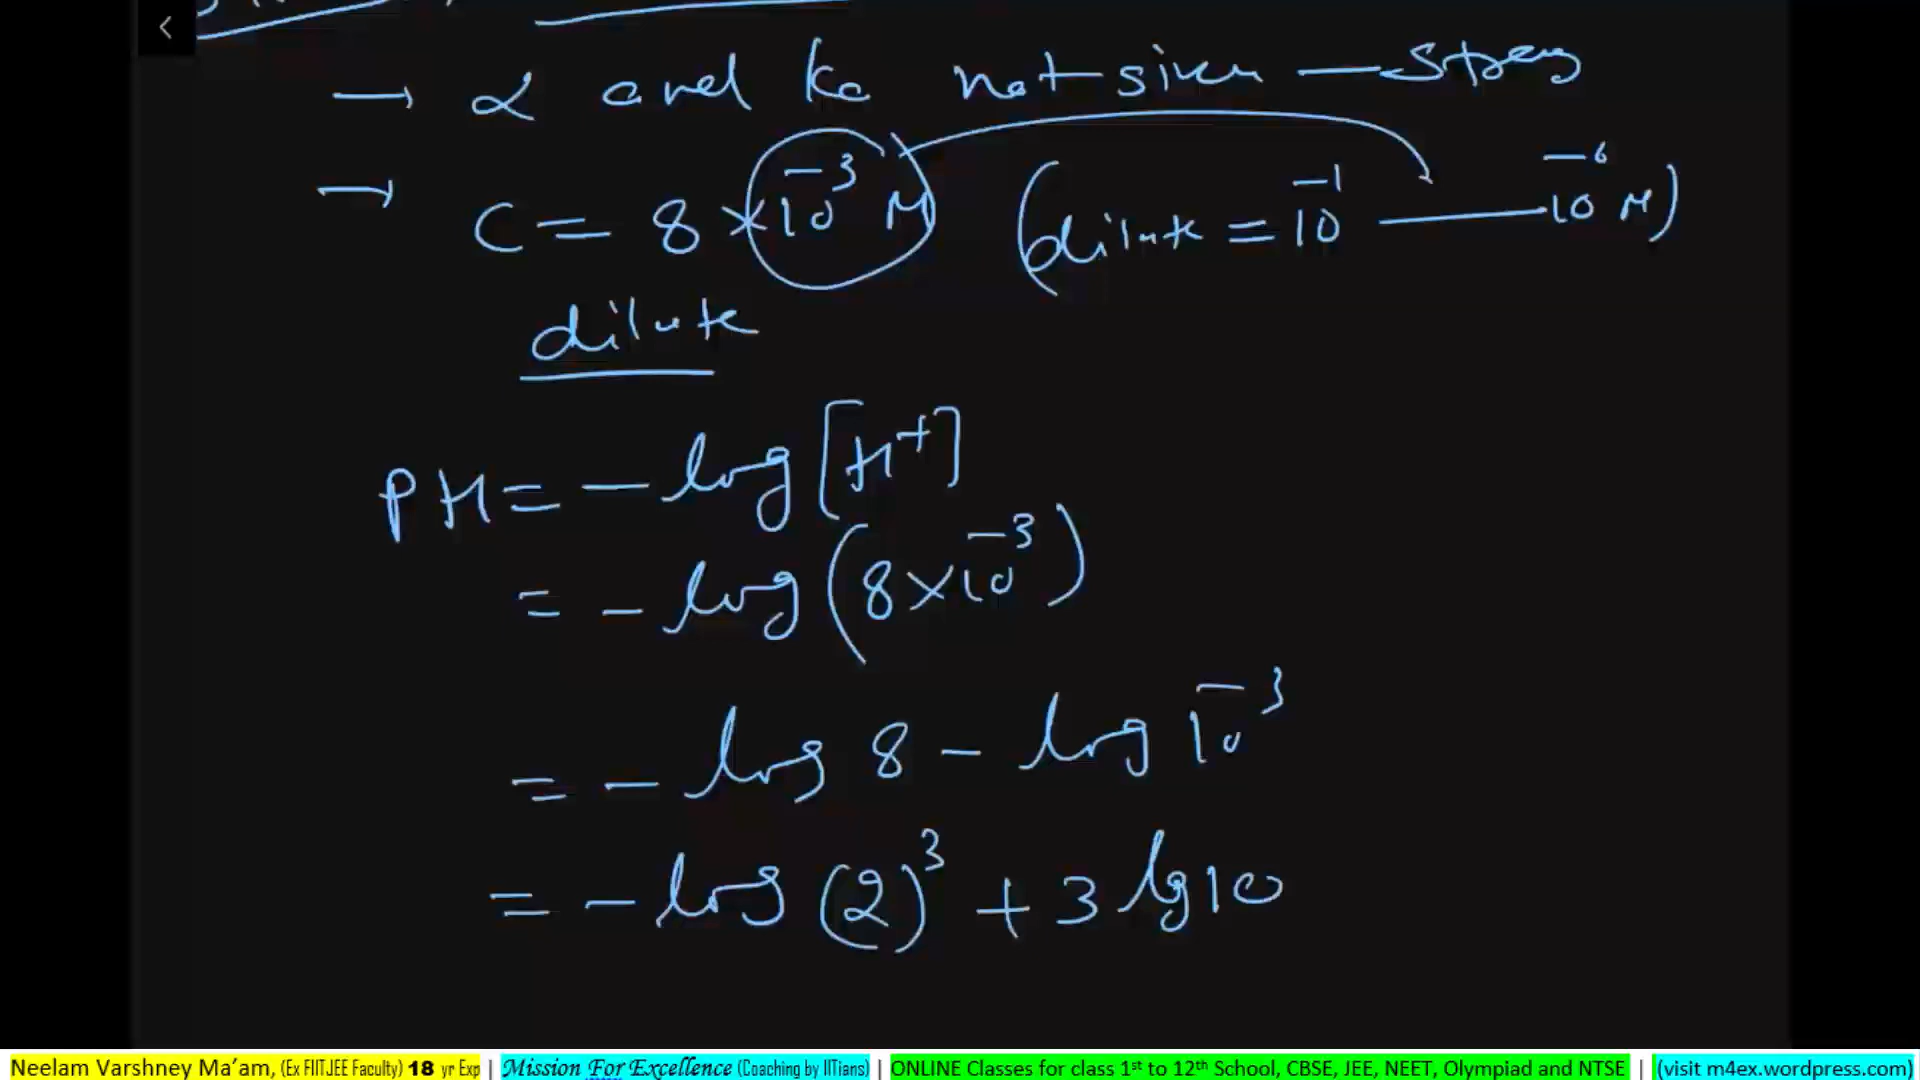 → α and ka not given — strong
→ C = 8 × 10⁻³ M (dilute = 10⁻¹ — 10⁻⁶ M)
dilute
PH = - log [H⁺]
= - log (8 × 10⁻³)
= - log 8 - log 10⁻³
= - log (2)³ + 3 log 10
Neelam Varshney Ma'am, (Ex FIITJEE Faculty) 18 yr Exp | Mission For Excellence (Coaching by IITians) | ONLINE Classes for class 1st to 12th School, CBSE, JEE, NEET, Olympiad and NTSE | (visit m4ex.wordpress.com)